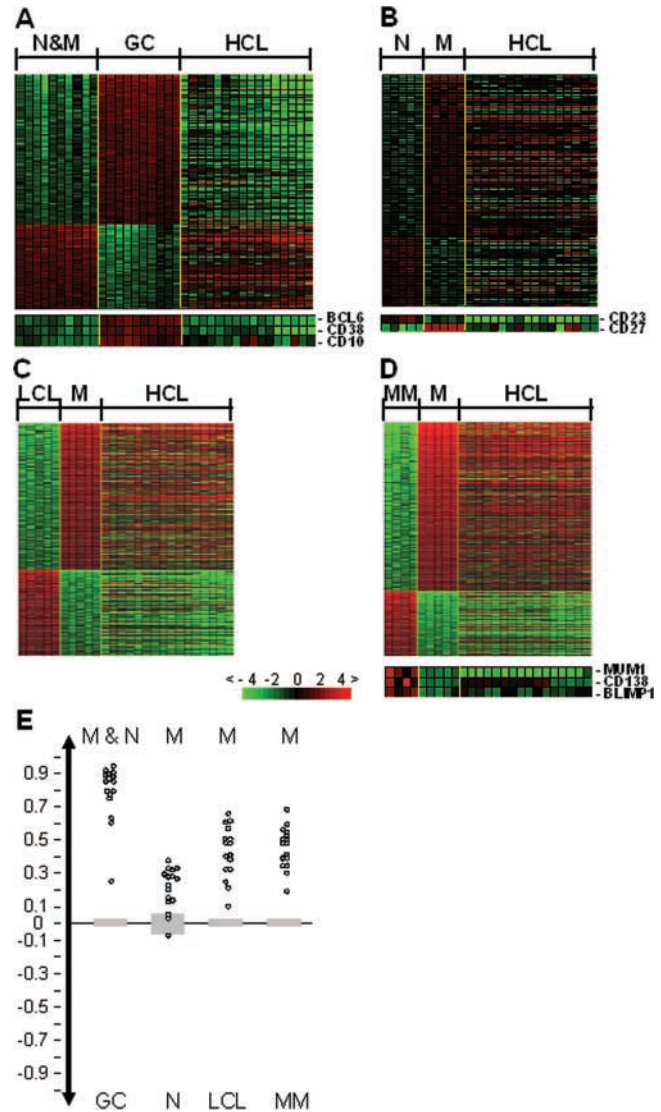 A
N&M GC HCL
BCL6
CD38
CD10
B
N M HCL
CD23
CD27
C
LCL M HCL
D
MM M HCL
MUM1
CD138
BLIMP1
<-4 -2 0 2 4 >
E
M & N M M M
0.9
0.7
0.5
0.3
0.1
0
-0.1
-0.3
-0.5
-0.7
-0.9
GC N LCL MM